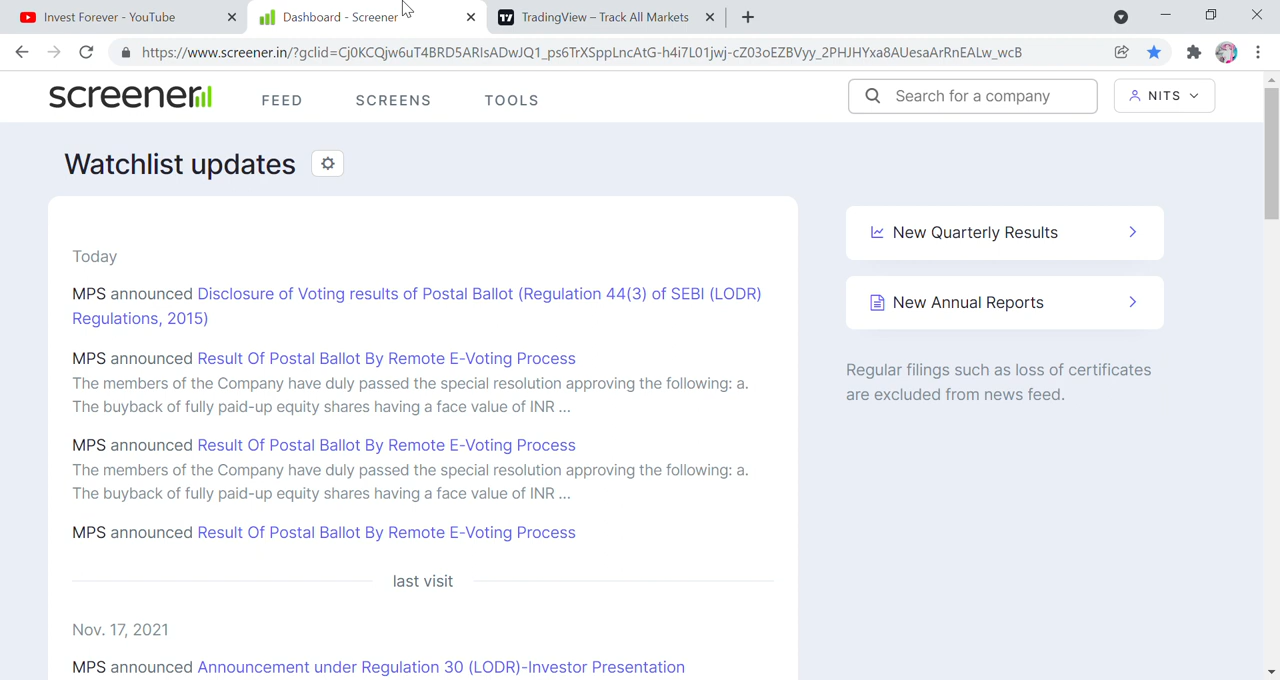 Invest Forever - YouTube
Dashboard - Screener
TradingView – Track All Markets
https://www.screener.in/?gclid=Cj0KCQjw6uT4BRD5ARIsADwJQ1_ps6TrXSppLncAtG-h4i7L01jwj-cZ03oEZBVyy_2PHJHYxa8AUesaArRnEALw_wcB
screener
FEED
SCREENS
TOOLS
Search for a company
NITS
Watchlist updates
Today
MPS announced Disclosure of Voting results of Postal Ballot (Regulation 44(3) of SEBI (LODR)
Regulations, 2015)
MPS announced Result Of Postal Ballot By Remote E-Voting Process
The members of the Company have duly passed the special resolution approving the following: a.
The buyback of fully paid-up equity shares having a face value of INR ...
MPS announced Result Of Postal Ballot By Remote E-Voting Process
The members of the Company have duly passed the special resolution approving the following: a.
The buyback of fully paid-up equity shares having a face value of INR ...
MPS announced Result Of Postal Ballot By Remote E-Voting Process
last visit
Nov. 17, 2021
MPS announced Announcement under Regulation 30 (LODR)-Investor Presentation
New Quarterly Results
New Annual Reports
Regular filings such as loss of certificates
are excluded from news feed.